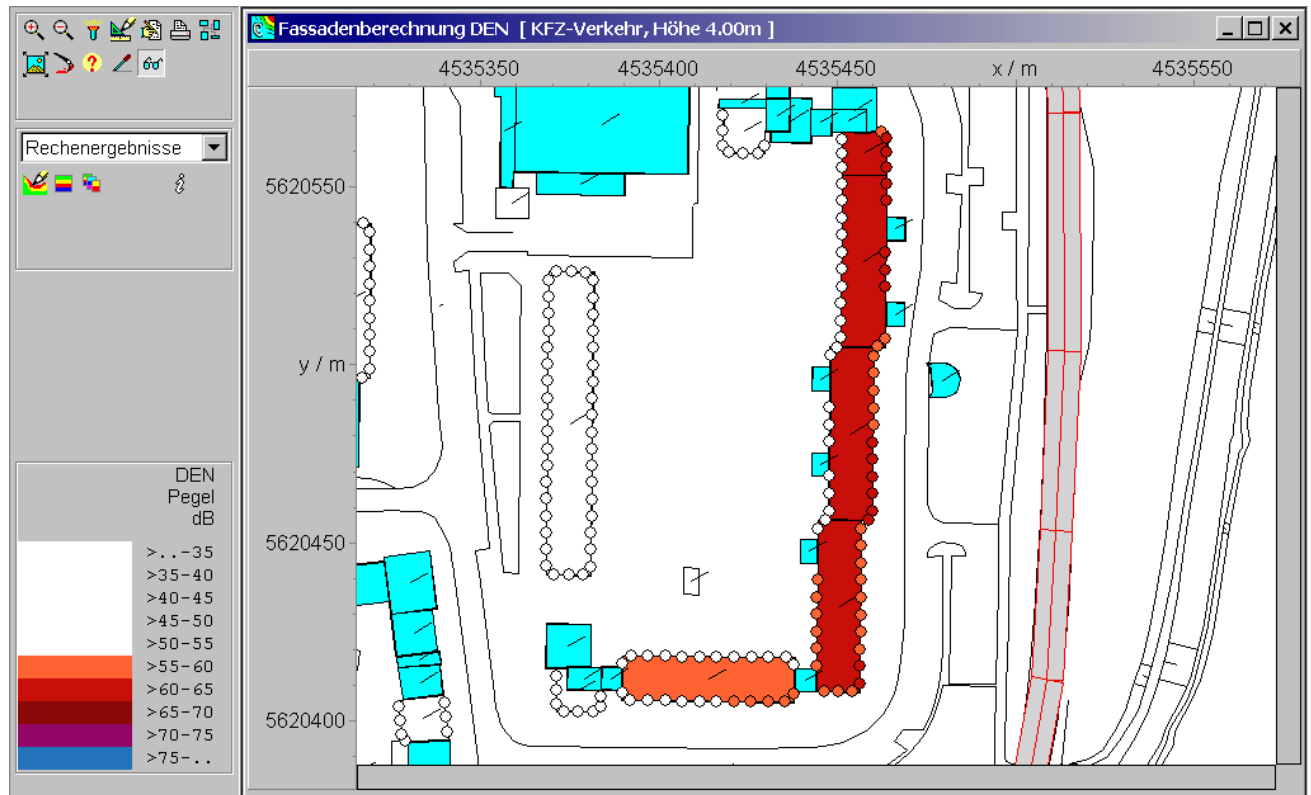 Fassadenberechnung DEN [ KFZ-Verkehr, Höhe 4.00m ]
4535350 4535400 4535450 x / m 4535550
Rechenergebnisse
5620550
y / m
5620450
5620400
DEN
Pegel
dB
>..-35
>35-40
>40-45
>45-50
>50-55
>55-60
>60-65
>65-70
>70-75
>75-..